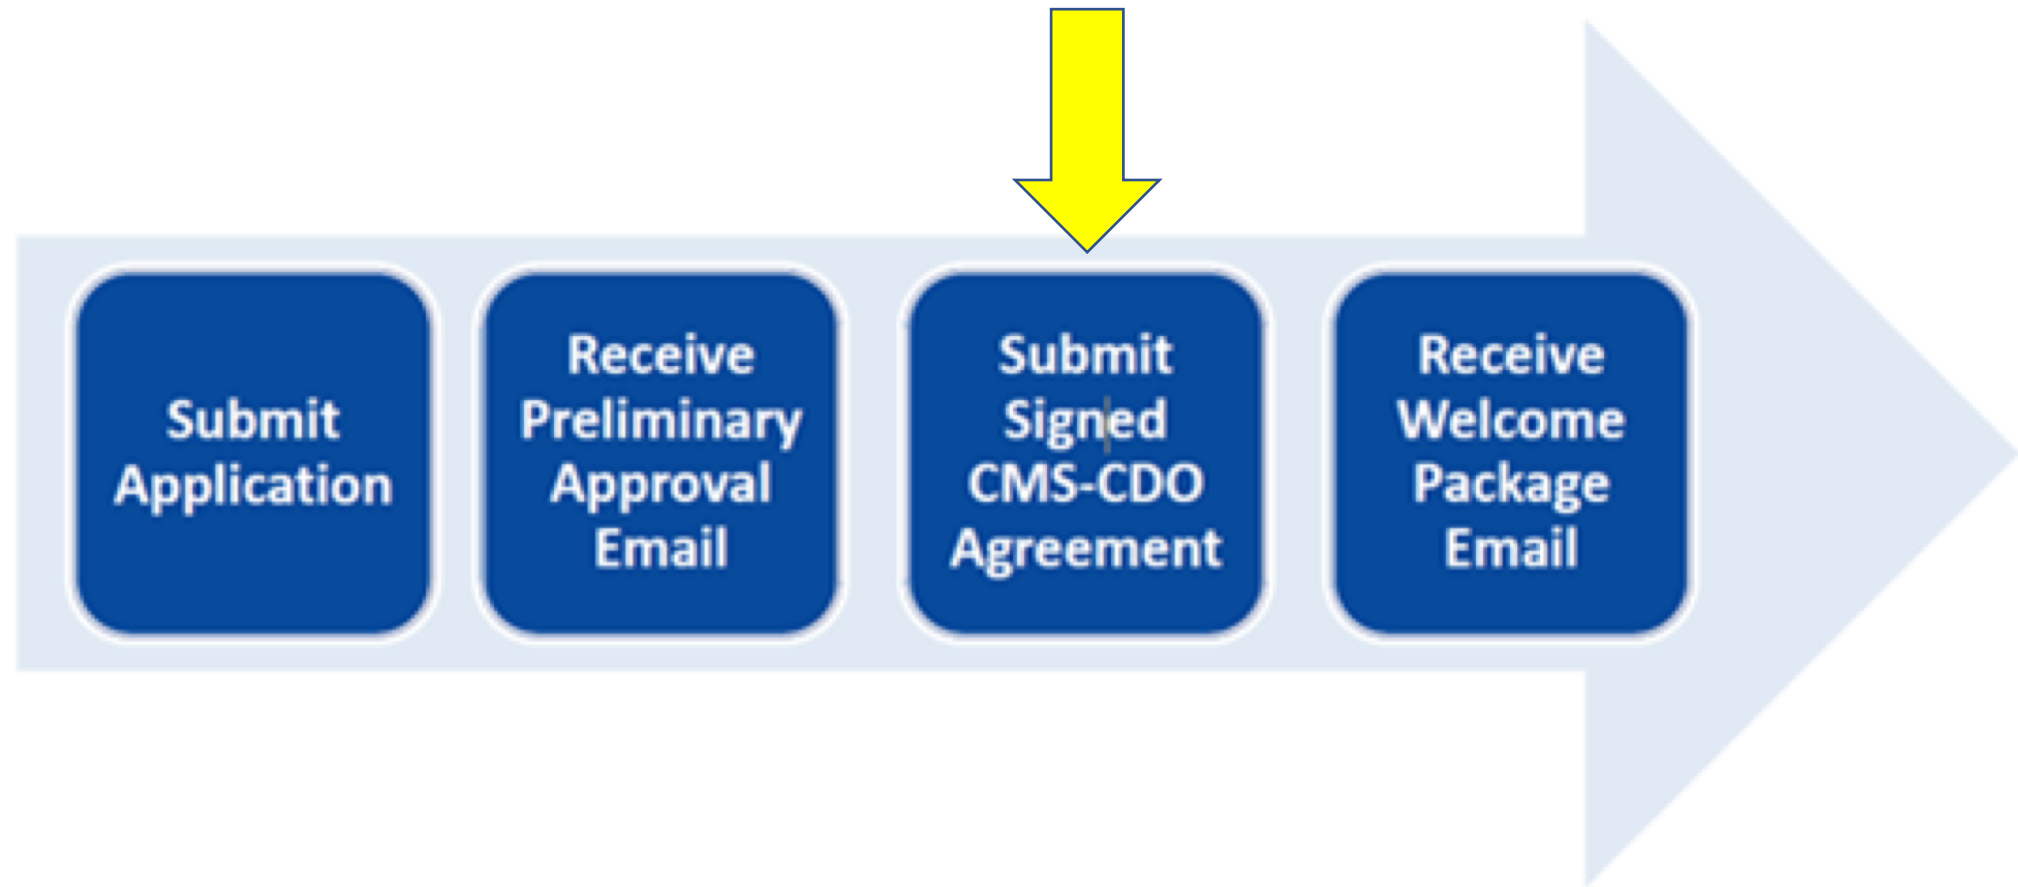 Submit
Application
Receive
Preliminary
Approval
Email
Submit
Signed
CMS-CDO
Agreement
Receive
Welcome
Package
Email